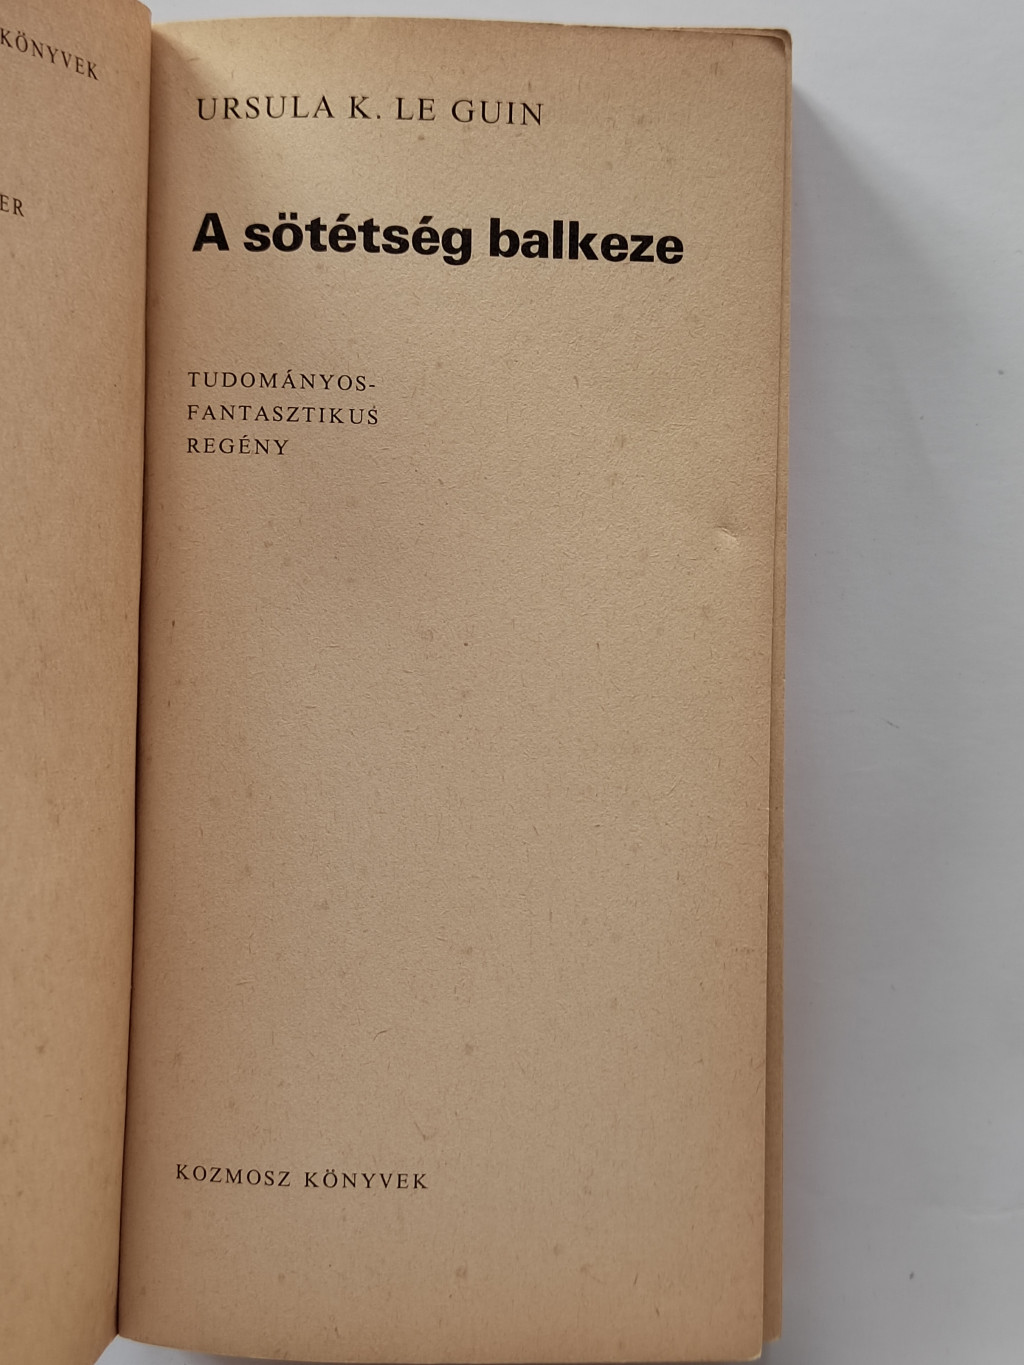 KÖNYVEK
ER
URSULA K. LE GUIN
A sötétség balkeze
TUDOMÁNYOS-
FANTASZTIKUS
REGÉNY
KOZMOSZ KÖNYVEK